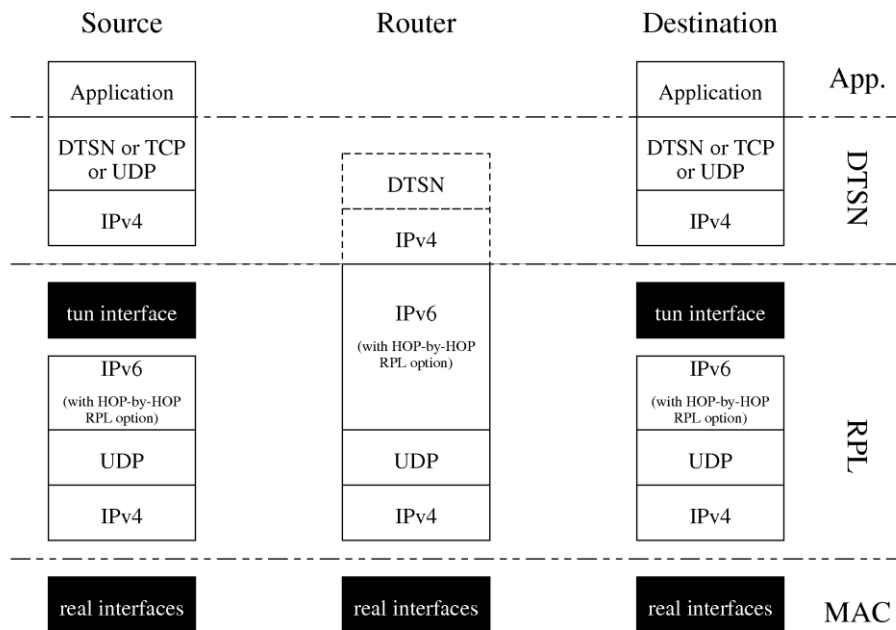 Source Router Destination
Application Application App.
DTSN or TCP DTSN or TCP
or UDP or UDP
DTSN DTSN
IPv4 IPv4
IPv4
tun interface IPv6 tun interface
(with HOP-by-HOP
RPL option)
IPv6 IPv6
(with HOP-by-HOP (with HOP-by-HOP
RPL option) RPL option)
RPL
UDP UDP UDP
IPv4 IPv4 IPv4
real interfaces real interfaces real interfaces MAC